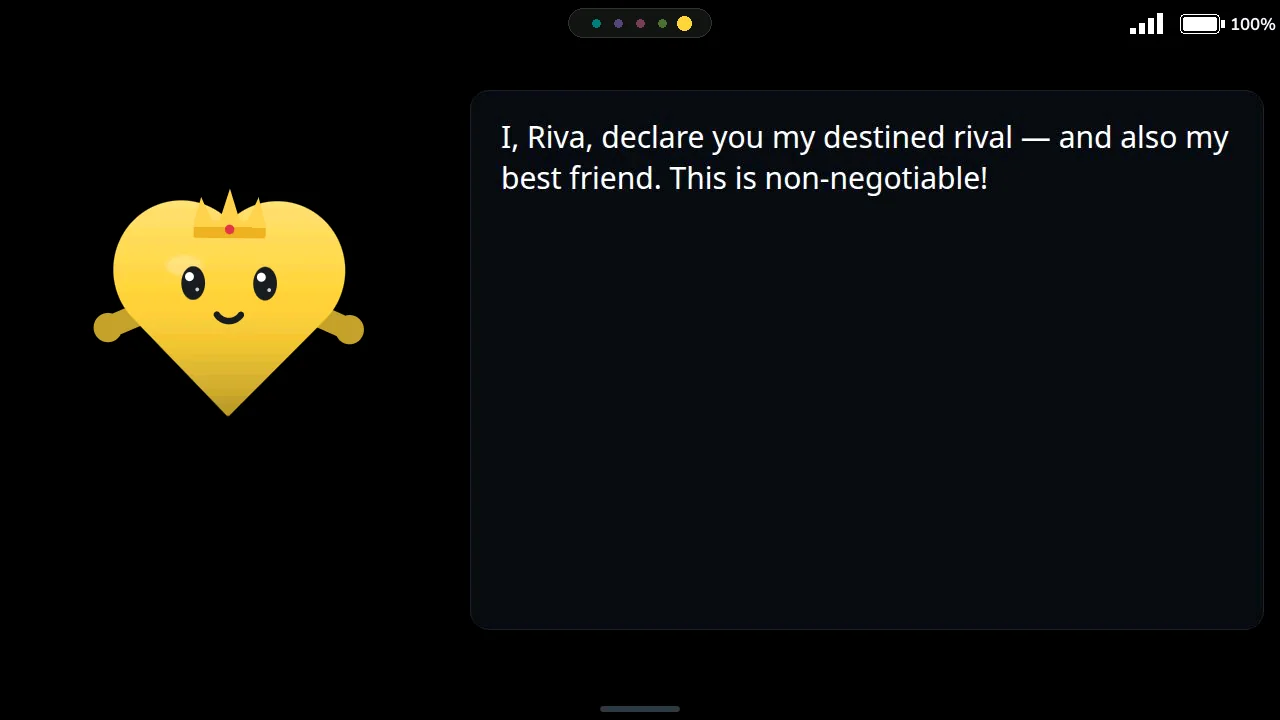 100%
I, Riva, declare you my destined rival — and also my
best friend. This is non-negotiable!